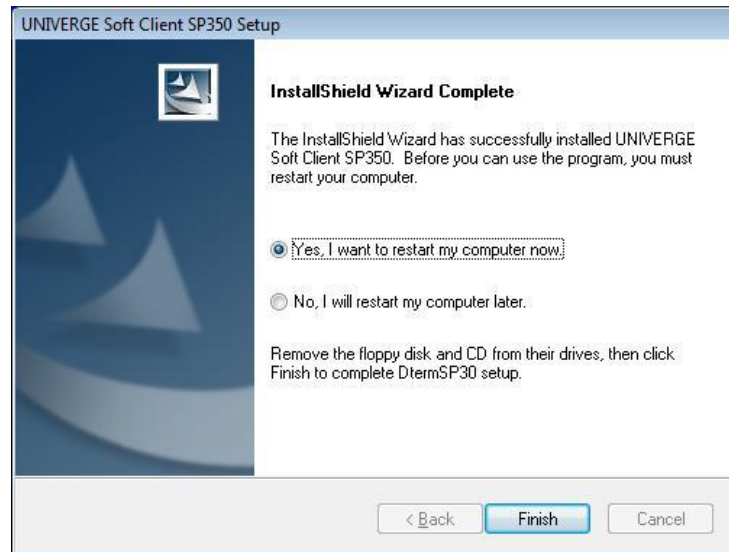 UNIVERGE Soft Client SP350 Setup
InstallShield Wizard Complete
The InstallShield Wizard has successfully installed UNIVERGE
Soft Client SP350.  Before you can use the program, you must
restart your computer.
Yes, I want to restart my computer now.
No, I will restart my computer later.
Remove the floppy disk and CD from their drives, then click
Finish to complete DtermSP30 setup.
< Back
Finish
Cancel